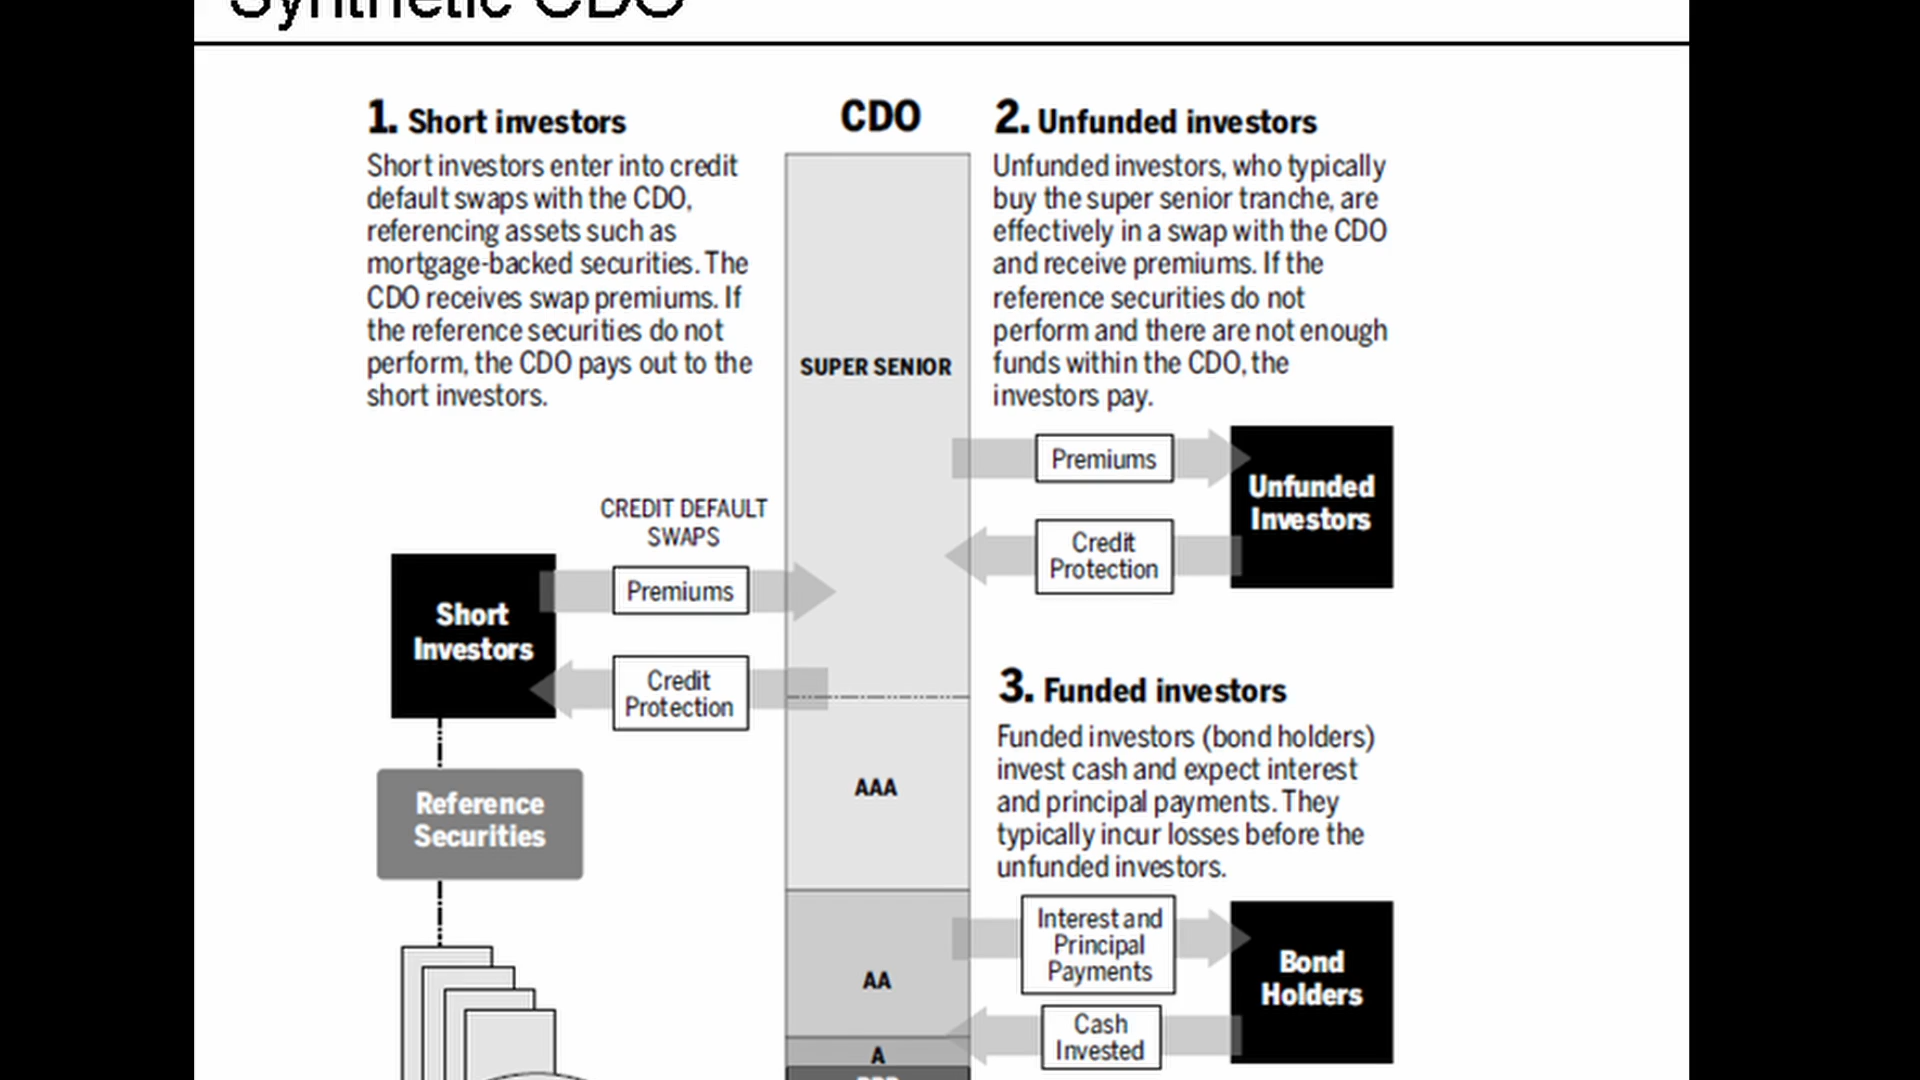 Synthetic CDO
1. Short investors
Short investors enter into credit
default swaps with the CDO,
referencing assets such as
mortgage-backed securities. The
CDO receives swap premiums. If
the reference securities do not
perform, the CDO pays out to the
short investors.
CDO
2. Unfunded investors
Unfunded investors, who typically
buy the super senior tranche, are
effectively in a swap with the CDO
and receive premiums. If the
reference securities do not
perform and there are not enough
funds within the CDO, the
investors pay.
SUPER SENIOR
Premiums
Credit
Protection
Unfunded
Investors
CREDIT DEFAULT
SWAPS
Short
Investors
Premiums
Credit
Protection
Reference
Securities
3. Funded investors
Funded investors (bond holders)
invest cash and expect interest
and principal payments. They
typically incur losses before the
unfunded investors.
AAA
AA
A
Interest and
Principal
Payments
Cash
Invested
Bond
Holders